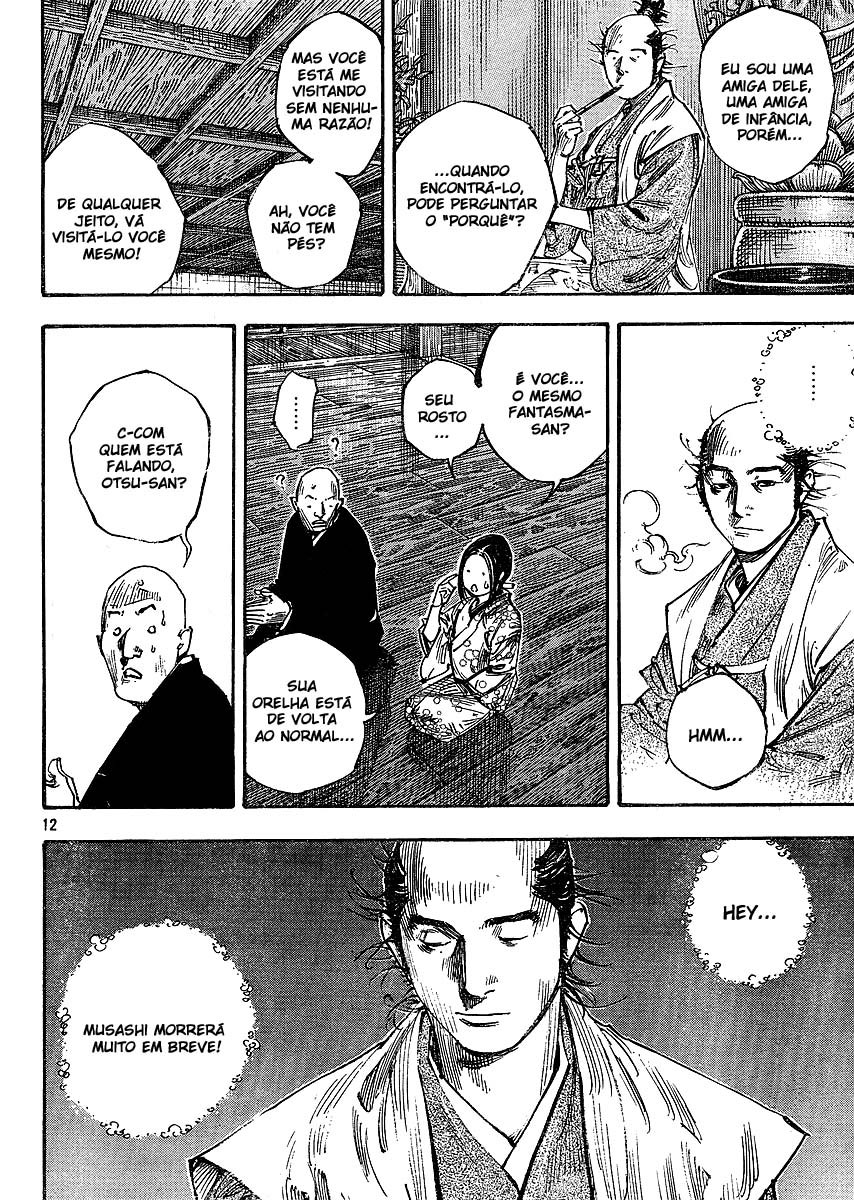 EU SOU UMA
AMIGA DELE,
UMA AMIGA
DE INFÂNCIA,
PORÉM...
...QUANDO
ENCONTRÁ-LO,
PODE PERGUNTAR
O "PORQUÊ"?
MAS VOCÊ
ESTÁ ME
VISITANDO
SEM NENHU-
MA RAZÃO!
AH, VOCÊ
NÃO TEM
PÉS?
DE QUALQUER
JEITO, VÁ
VISITÁ-LO VOCÊ
MESMO!
......
HMM...
É VOCÊ...
O MESMO
FANTASMA-
SAN?
SEU
ROSTO
...
......
? ? ?
SUA
ORELHA ESTÁ
DE VOLTA
AO NORMAL...
C-COM
QUEM ESTÁ
FALANDO,
OTSU-SAN?
12
HEY...
MUSASHI MORRERÁ
MUITO EM BREVE!